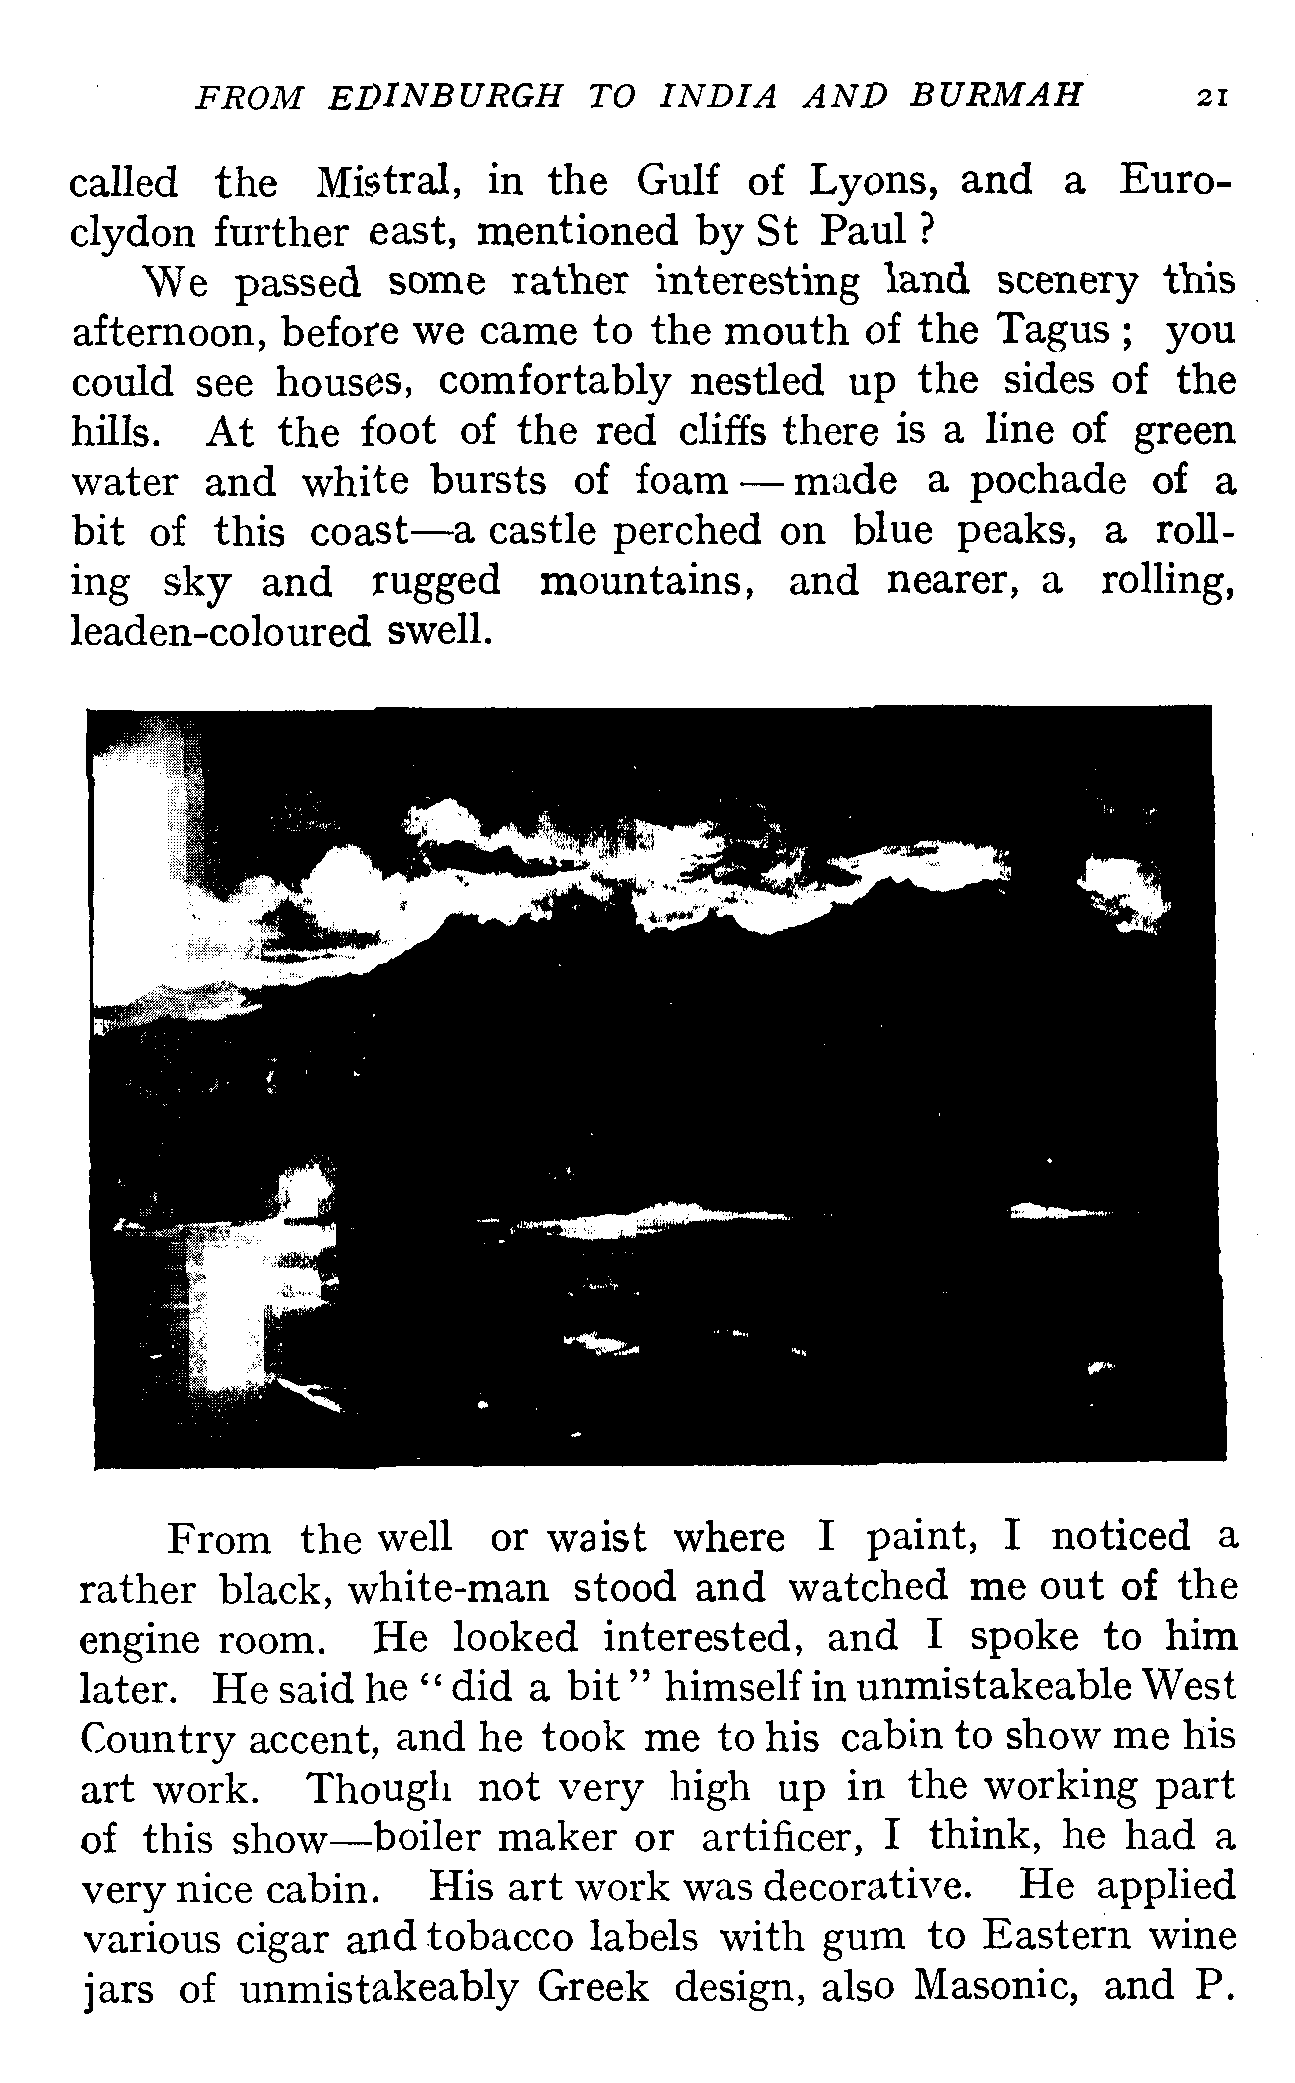 FROM EDINBURGH TO INDIA AND BURMAH 21
called the Mistral, in the Gulf of Lyons, and a Euro-
clydon further east, mentioned by St Paul ?
We passed some rather interesting land scenery this
afternoon, before we came to the mouth of the Tagus ; you
could see houses, comfortably nestled up the sides of the
hills. At the foot of the red cliffs there is a line of green
water and white bursts of foam — made a pochade of a
bit of this coast—a castle perched on blue peaks, a roll-
ing sky and rugged mountains, and nearer, a rolling,
leaden-coloured swell.
From the well or waist where I paint, I noticed a
rather black, white-man stood and watched me out of the
engine room. He looked interested, and I spoke to him
later. He said he “ did a bit ” himself in unmistakeable West
Country accent, and he took me to his cabin to show me his
art work. Though not very high up in the working part
of this show—boiler maker or artificer, I think, he had a
very nice cabin. His art work was decorative. He applied
various cigar and tobacco labels with gum to Eastern wine
jars of unmistakeably Greek design, also Masonic, and P.